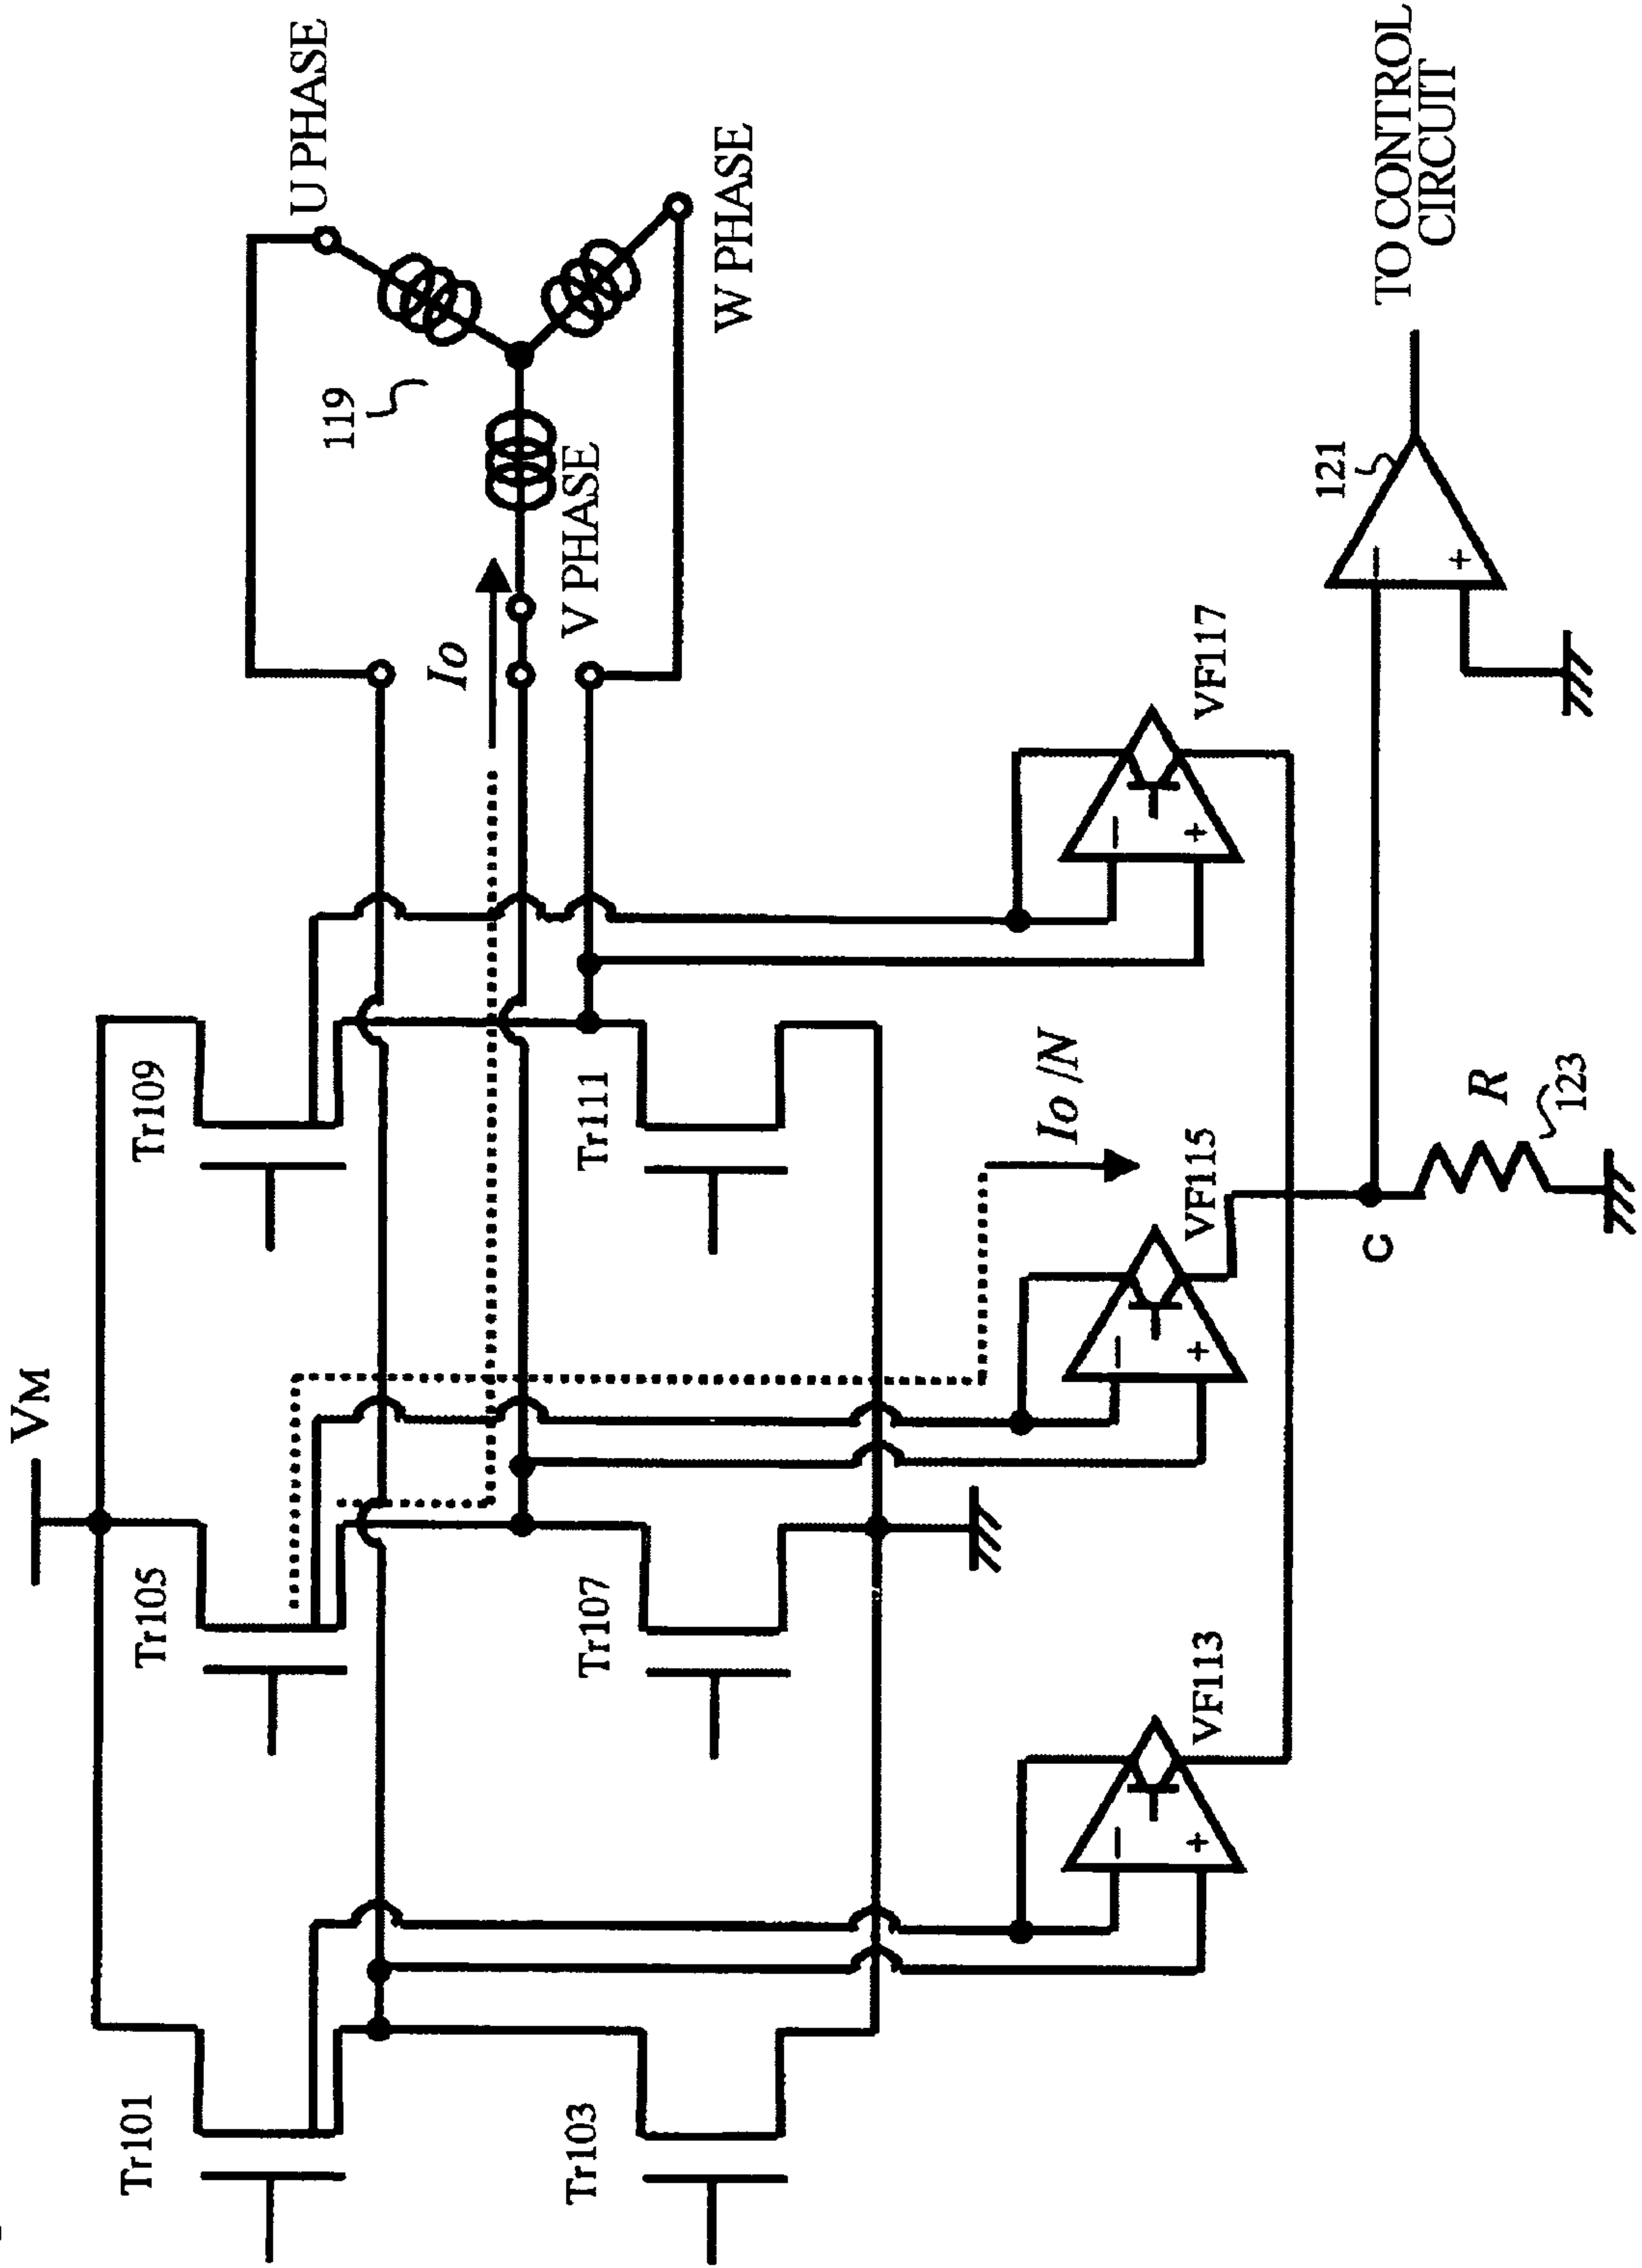 VM
Tr101
Tr105
Tr109
Tr103
Tr107
Tr111
Io
119
U PHASE
V PHASE
W PHASE
Io /N
−
+
VF113
−
+
VF115
−
+
VF117
C
R
123
−
+
121
TO CONTROL
CIRCUIT